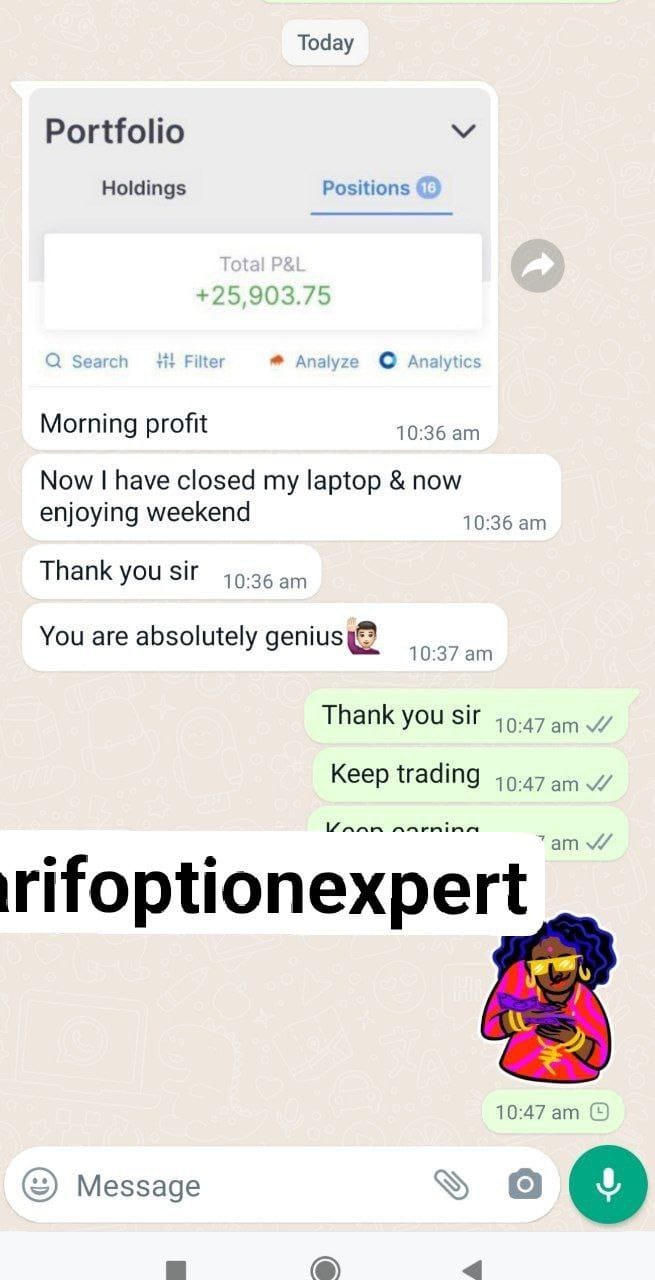 Today
Portfolio
Holdings
Positions 16
Total P&L
+25,903.75
Search Filter Analyze Analytics
Morning profit
10:36 am
Now I have closed my laptop & now
enjoying weekend
10:36 am
Thank you sir 10:36 am
You are absolutely genius
10:37 am
Thank you sir 10:47 am
Keep trading 10:47 am
Keep earning
am
rifoptionexpert
10:47 am
Message